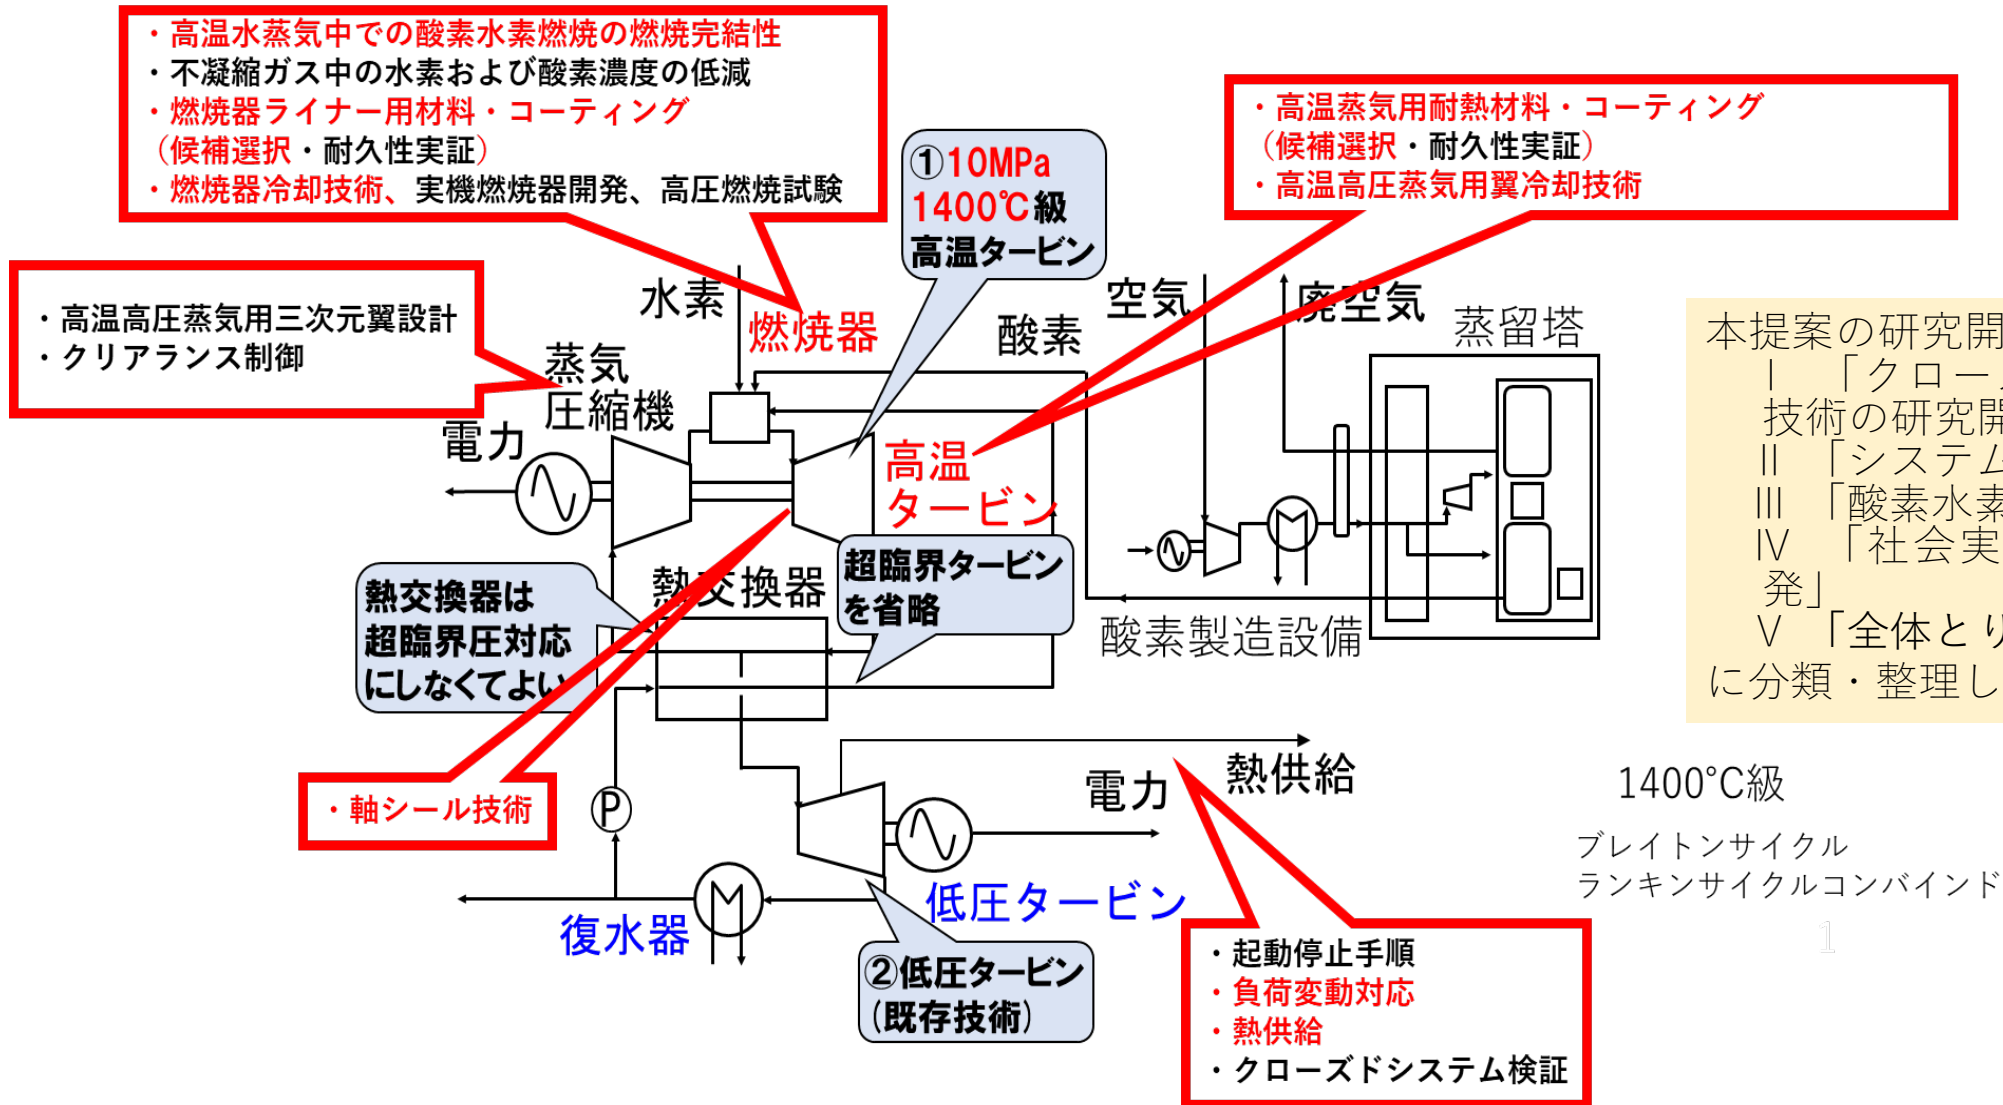 ・高温水蒸気中での酸素水素燃焼の燃焼完結性
・不凝縮ガス中の水素および酸素濃度の低減
・燃焼器ライナー用材料・コーティング
（候補選択・耐久性実証）
・燃焼器冷却技術、実機燃焼器開発、高圧燃焼試験
・高温蒸気用耐熱材料・コーティング
（候補選択・耐久性実証）
・高温高圧蒸気用翼冷却技術
①10MPa
1400℃級
高温タービン
・高温高圧蒸気用三次元翼設計
・クリアランス制御
水素
燃焼器
酸素
空気
廃空気
蒸留塔
蒸気
圧縮機
電力
高温
タービン
本提案の研究開
Ⅰ 「クロー
技術の研究開
Ⅱ 「システム
Ⅲ 「酸素水素
Ⅳ 「社会実
発」
Ⅴ 「全体とり
に分類・整理し
熱交換器は
超臨界圧対応
にしなくてよい
熱交換器
超臨界タービン
を省略
酸素製造設備
・軸シール技術
P
熱供給
電力
1400°C級
ブレイトンサイクル
ランキンサイクルコンバインド
低圧タービン
復水器
②低圧タービン
(既存技術)
・起動停止手順
・負荷変動対応
・熱供給
・クローズドシステム検証
1